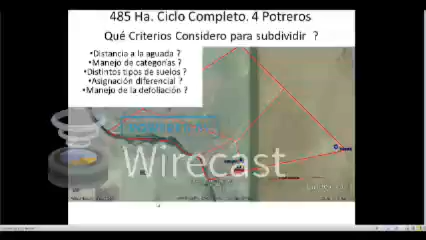 485 Ha. Ciclo Completo. 4 Potreros
Qué Criterios Considero para subdividir ?
•Distancia a la aguada ?
•Manejo de categorías ?
•Distintos tipos de suelos ?
•Asignación diferencial ?
•Manejo de la defoliación ?
Wirecast